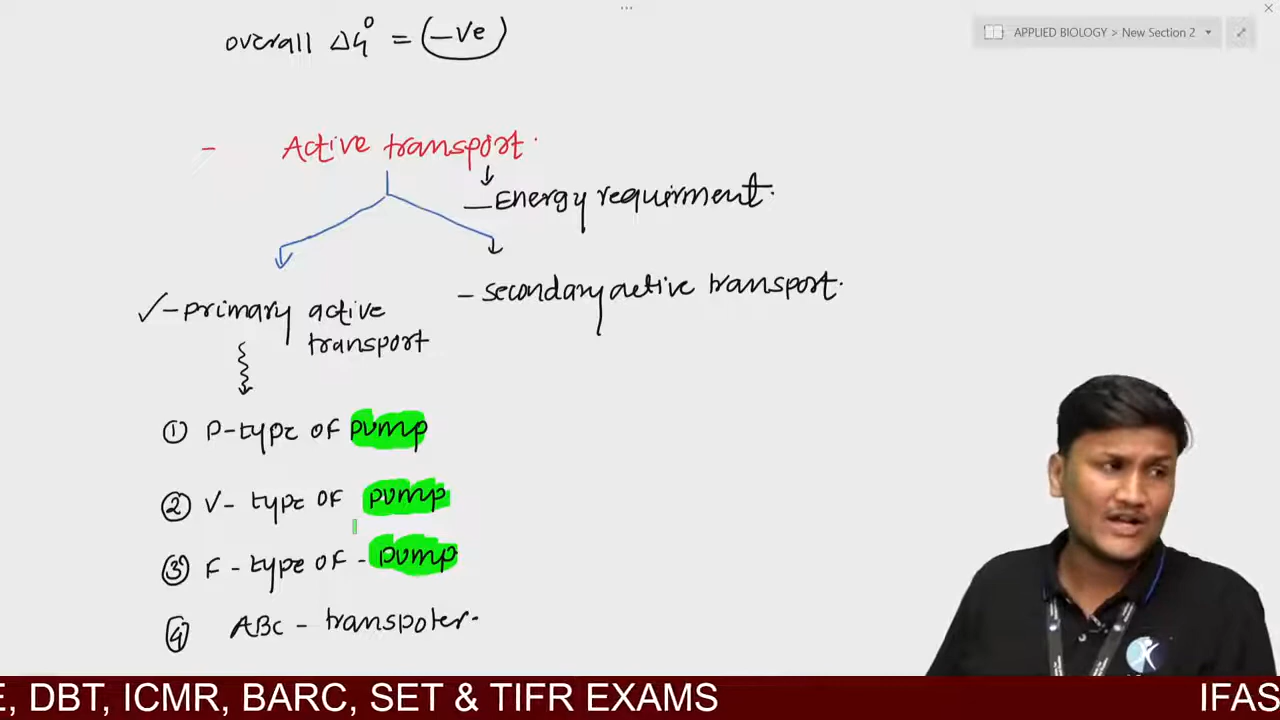 overall ΔG° = (-ve)
APPLIED BIOLOGY > New Section 2
- Active transport.
- Energy requirment.
- secondary active transport.
✓ - primary active
transport
① P-type OF pump
② V- type OF pump
③ F - type OF - pump
④ ABC - transpoter.
E, DBT, ICMR, BARC, SET & TIFR EXAMS
IFAS